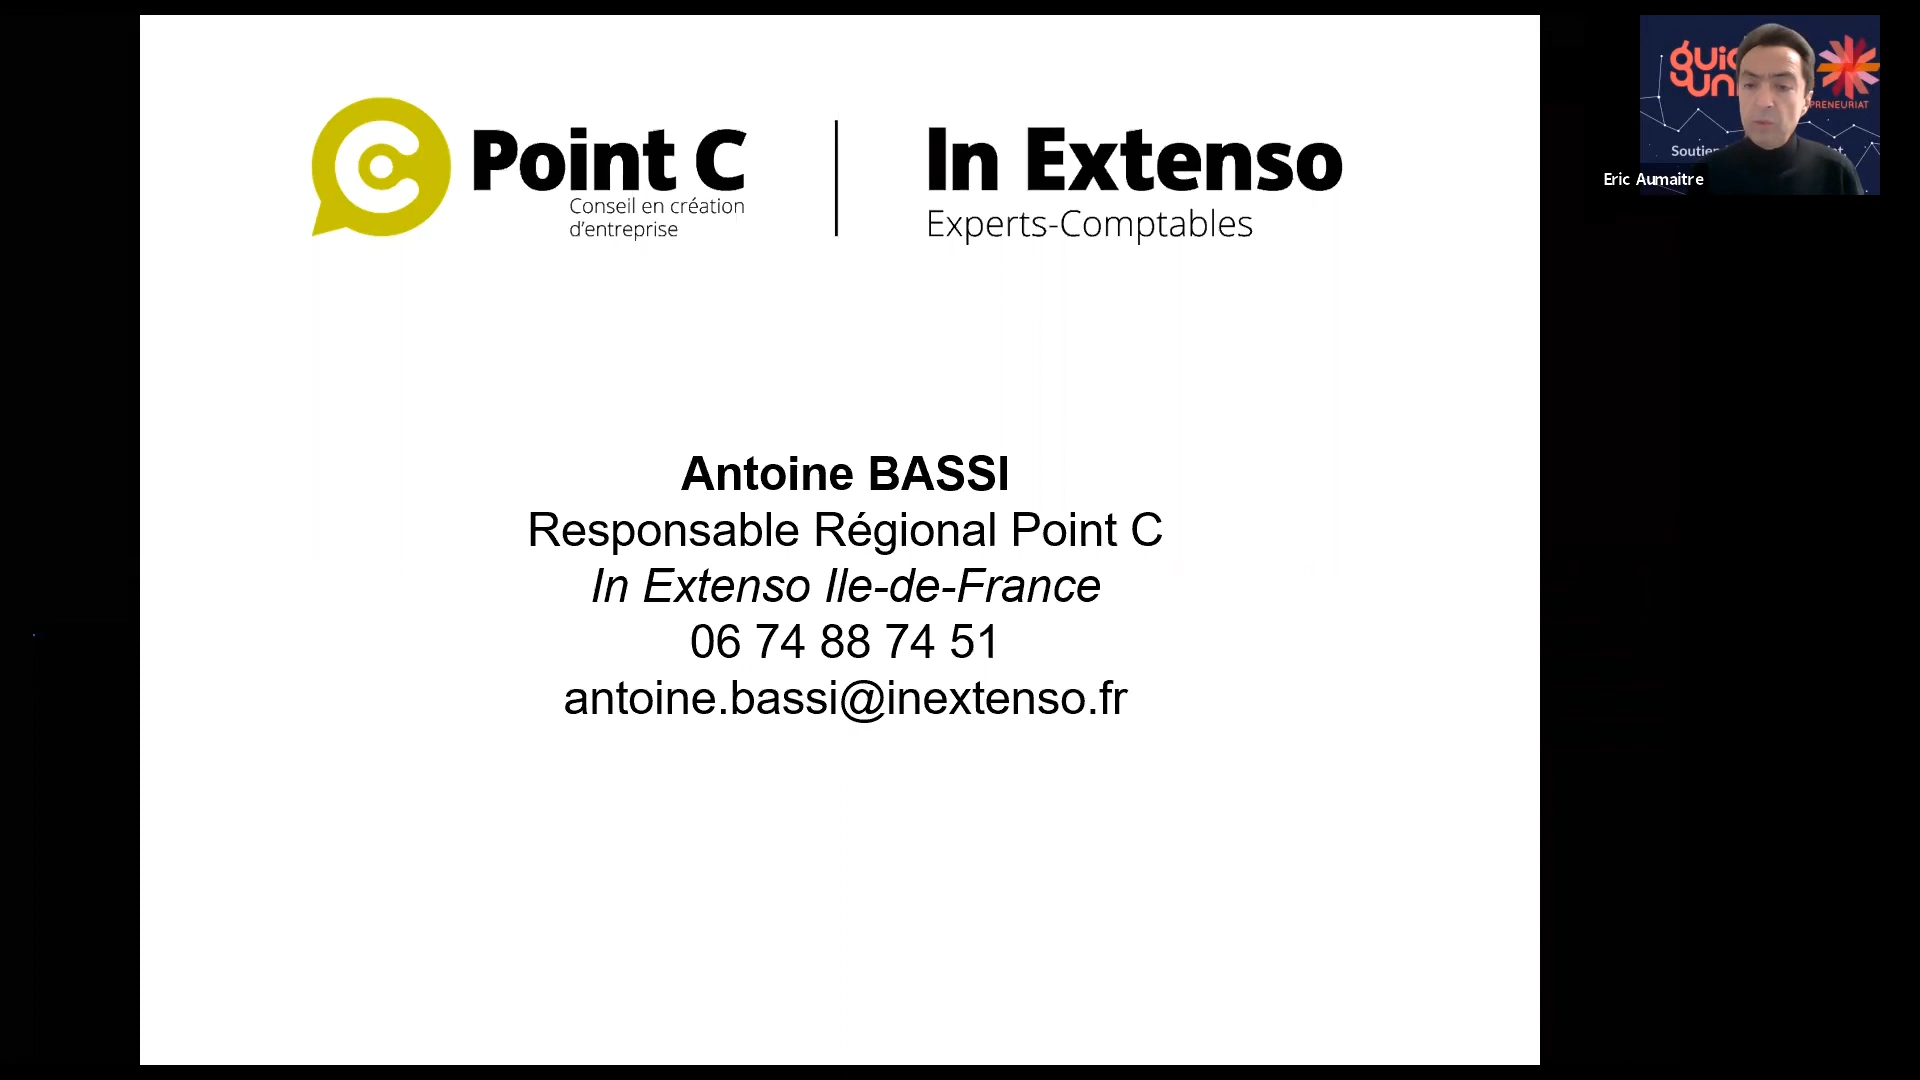 Point C
Conseil en création
d'entreprise
In Extenso
Experts-Comptables
Antoine BASSI
Responsable Régional Point C
In Extenso Ile-de-France
06 74 88 74 51
antoine.bassi@inextenso.fr
PRENEURIAT
Eric Aumaitre